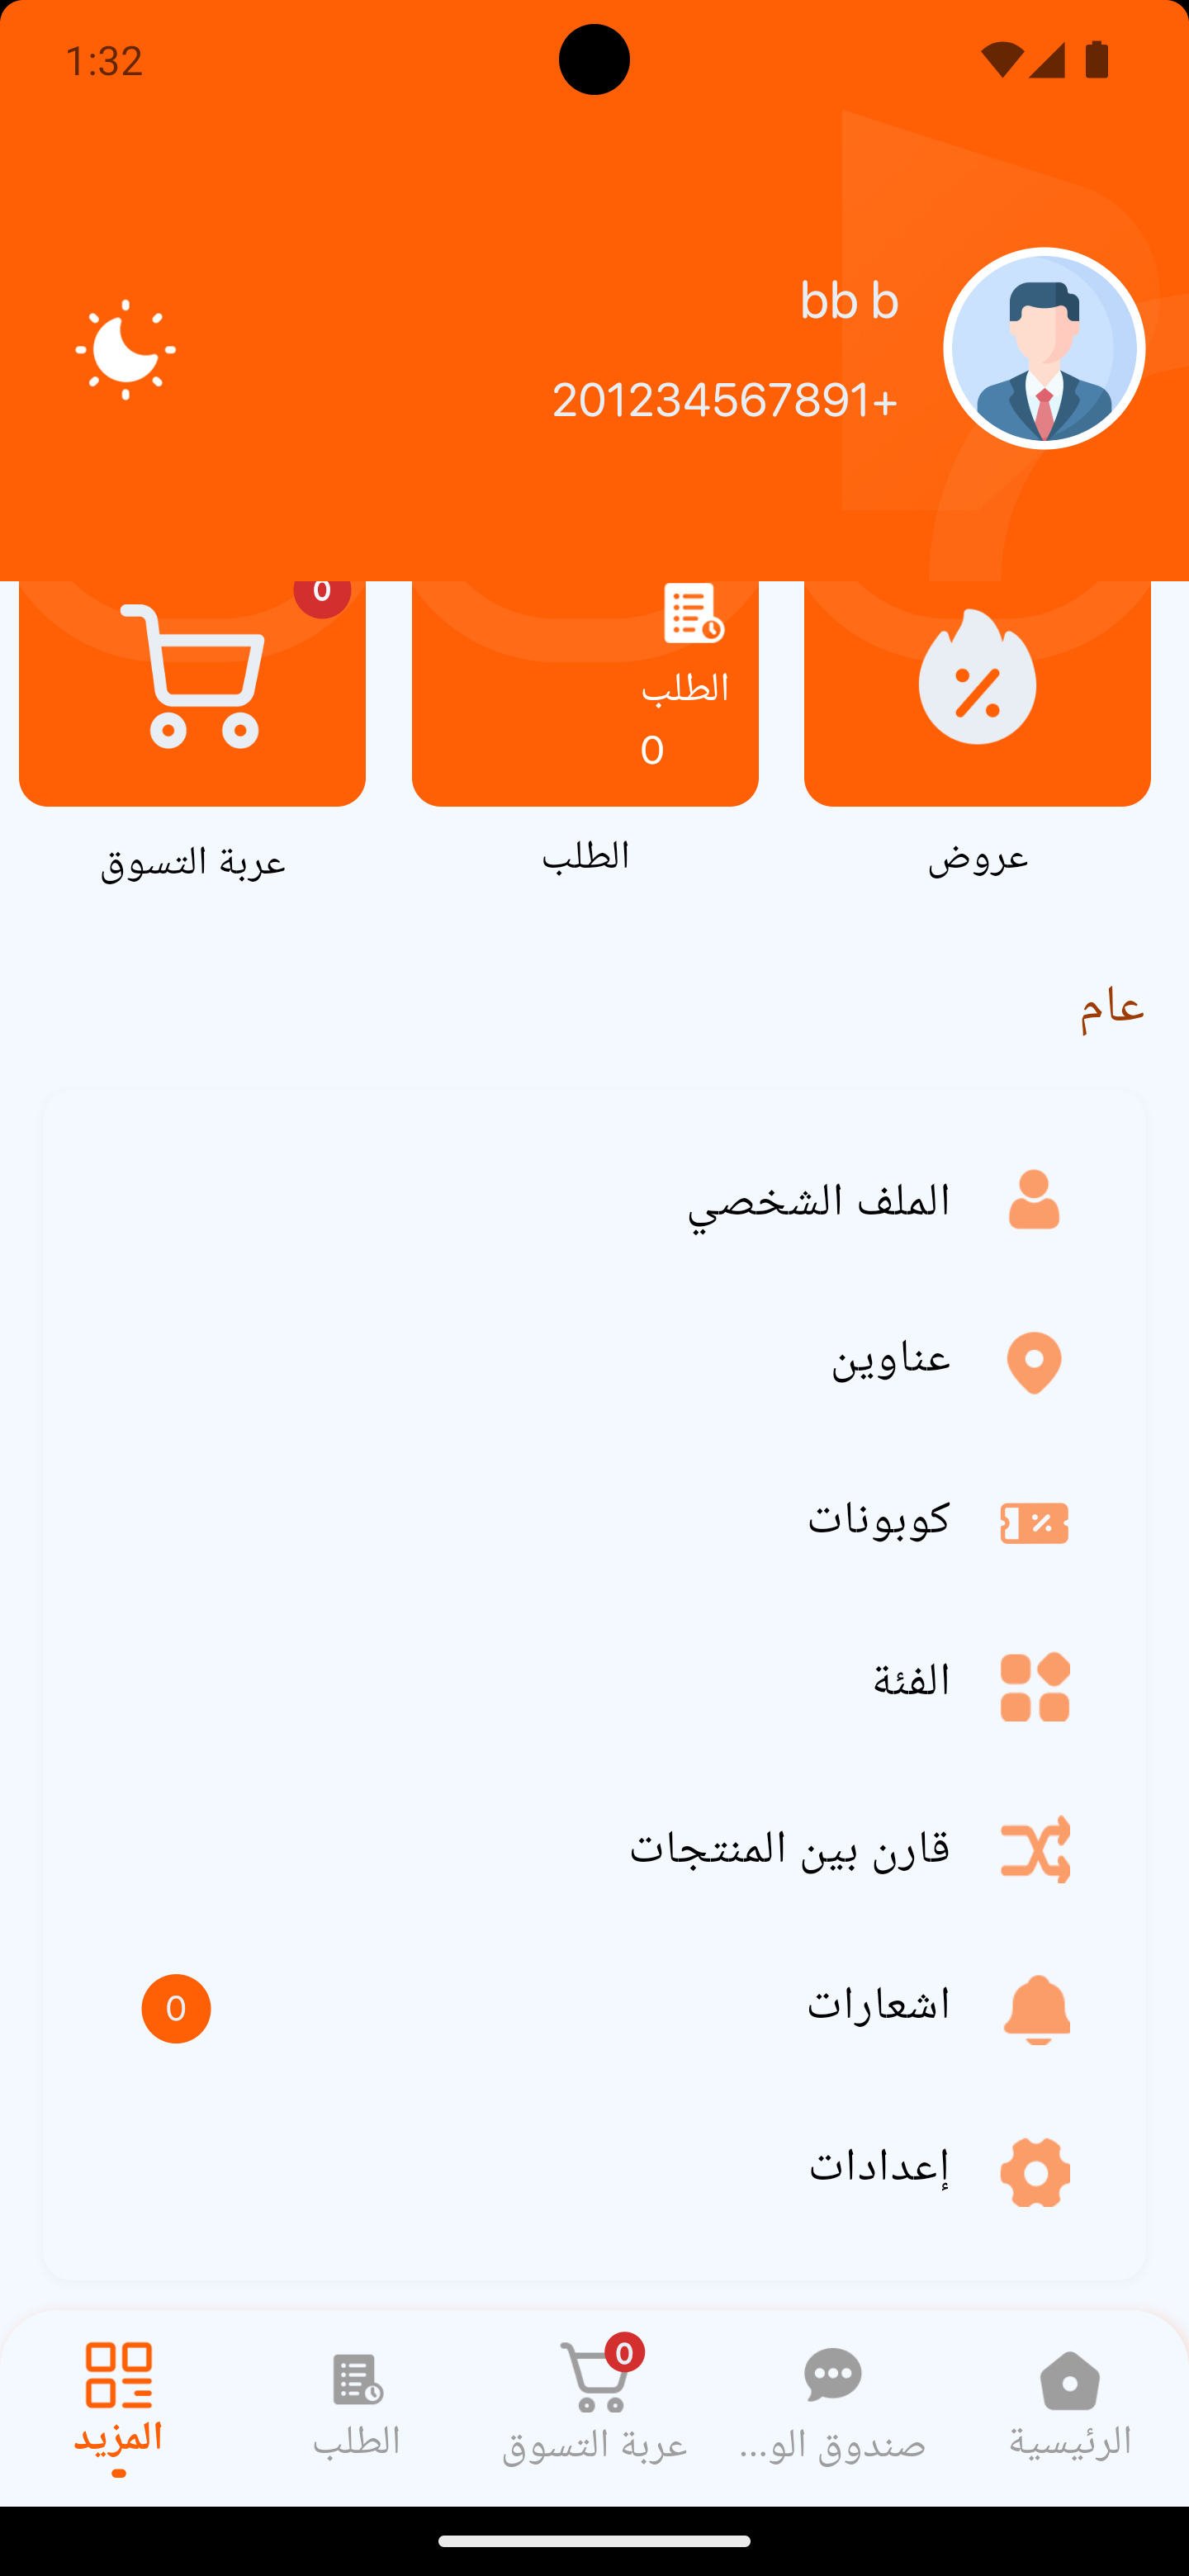 1:32
bb b
201234567891+
0
الطلب
0
عروض
الطلب
عربة التسوق
عام
الملف الشخصي
عناوين
كوبونات
الفئة
قارن بين المنتجات
اشعارات
0
إعدادات
0
الرئيسية
صندوق الو...
عربة التسوق
الطلب
المزيد